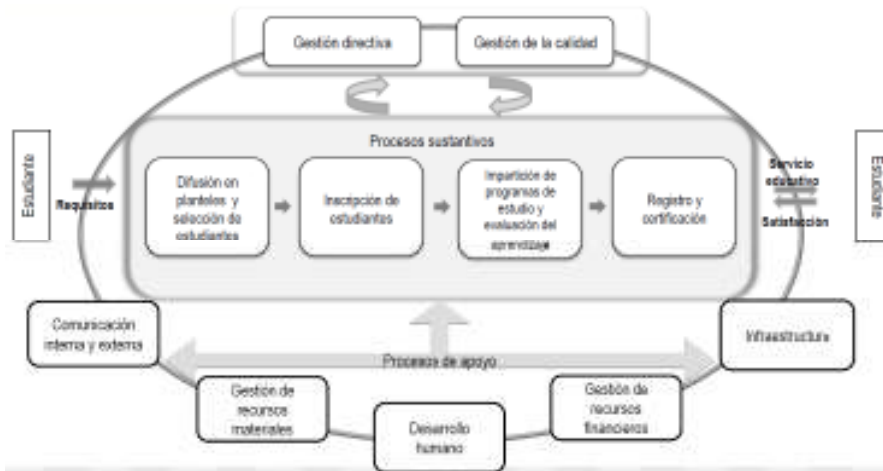 Gestión directiva
Gestión de la calidad
Procesos sustantivos
Estudiante
Requisitos
Difusión en
planteles y
selección de
estudiantes
Inscripción de
estudiantes
Impartición de
programas de
estudio y
evaluación del
aprendizaje
Registro y
certificación
Servicio
educativo
Satisfacción
Estudiante
Comunicación
interna y externa
Infraestructura
Procesos de apoyo
Gestión de
recursos
materiales
Desarrollo
humano
Gestión de
recursos
financieros